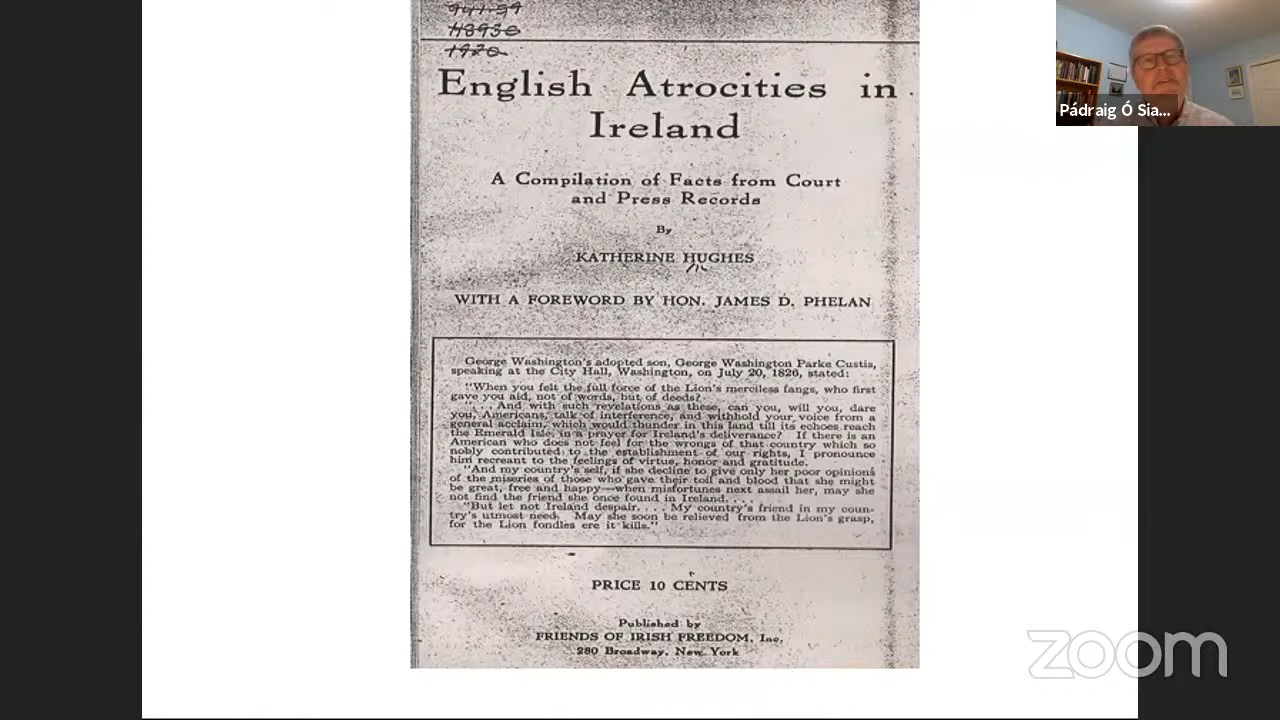 941.59
H893e
1920
English Atrocities in
Ireland
A Compilation of Facts from Court
and Press Records
By
KATHERINE HUGHES
WITH A FOREWORD BY HON. JAMES D. PHELAN
George Washington's adopted son, George Washington Parke Custis,
speaking at the City Hall, Washington, on July 20, 1826, stated:
"When you felt the full force of the Lion's merciless fangs, who first
gave you aid, not of words, but of deeds?
". . . And with such revelations as these, can you, will you, dare
you, Americans, talk of interference, and withhold your voice from a
general acclaim, which would thunder in this land till its echoes reach
the Emerald Isle, in a prayer for Ireland's deliverance? If there is an
American who does not feel for the wrongs of that country which so
nobly contributed to the establishment of our rights, I pronounce
him recreant to the feelings of virtue, honor and gratitude.
"And my country's self, if she decline to give only her poor opinions
of the miseries of those who gave their toil and blood that she might
be great, free and happy—when misfortunes next assail her, may she
not find the friend she once found in Ireland. . . .
"But let not Ireland despair. . . . My country's friend in my coun-
try's utmost need. May she soon be relieved from the Lion's grasp,
for the Lion fondles ere it kills."
PRICE 10 CENTS
Published by
FRIENDS OF IRISH FREEDOM, Inc.
280 Broadway, New York
Pádraig Ó Sia...
zoom